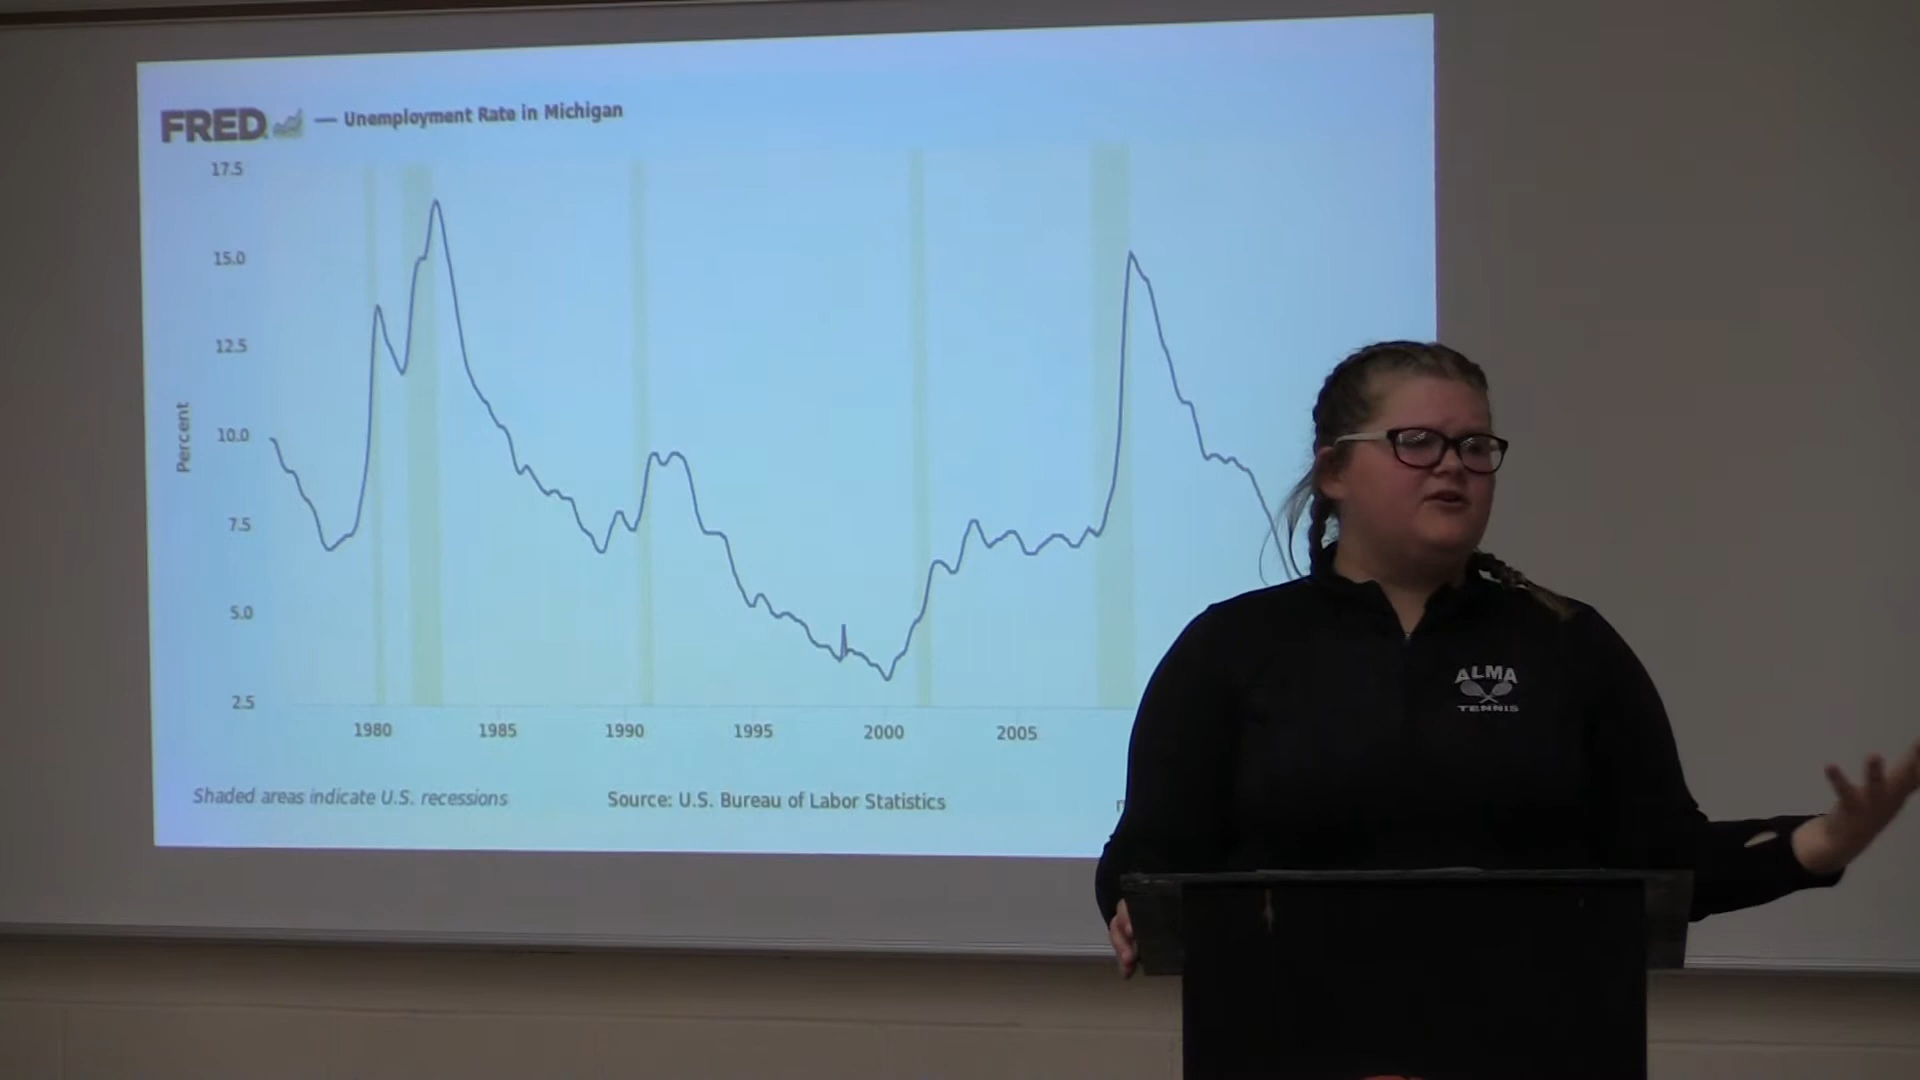 FRED — Unemployment Rate in Michigan
17.5
15.0
12.5
10.0
7.5
5.0
2.5
Percent
1980 1985 1990 1995 2000 2005
Shaded areas indicate U.S. recessions Source: U.S. Bureau of Labor Statistics
ALMA
TENNIS